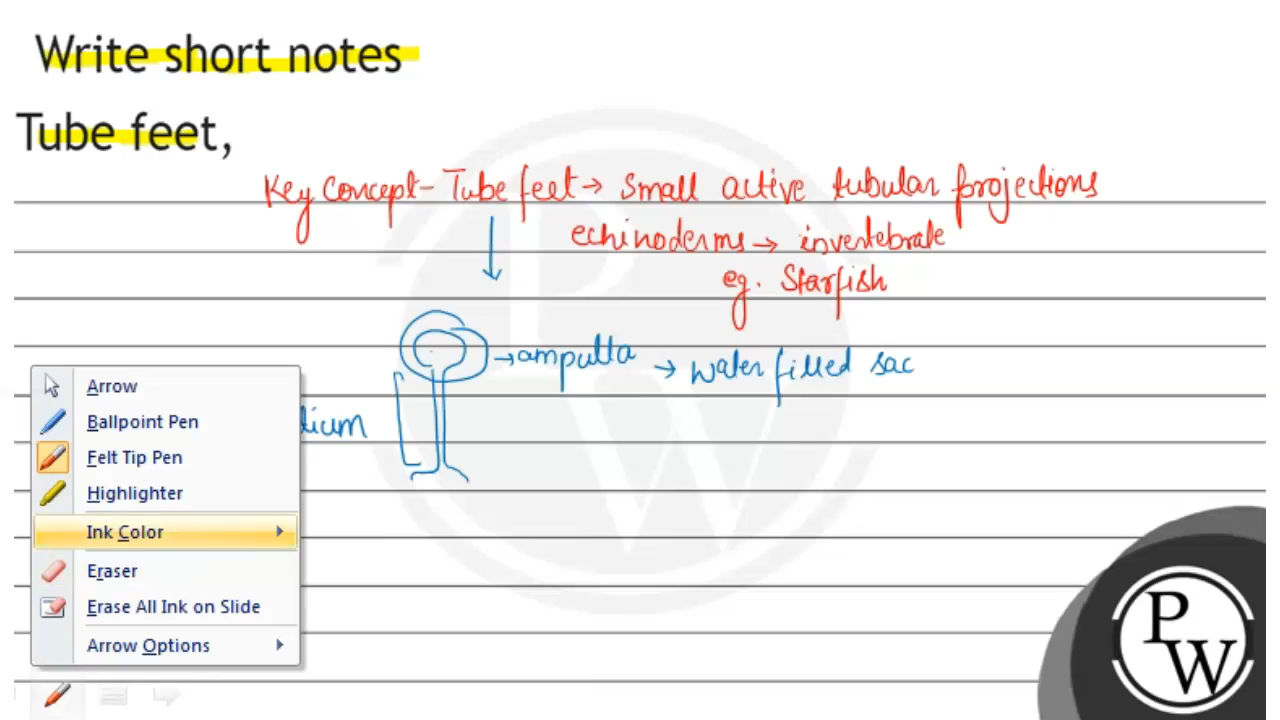 Write short notes
Tube feet,
Key Concept- Tube feet → Small active tubular projections
echinoderms → invertebrate
eg. Starfish
→ ampulla → water filled sac
Arrow
Ballpoint Pen
dium
Felt Tip Pen
Highlighter
Ink Color
Eraser
Erase All Ink on Slide
Arrow Options
PW
PW